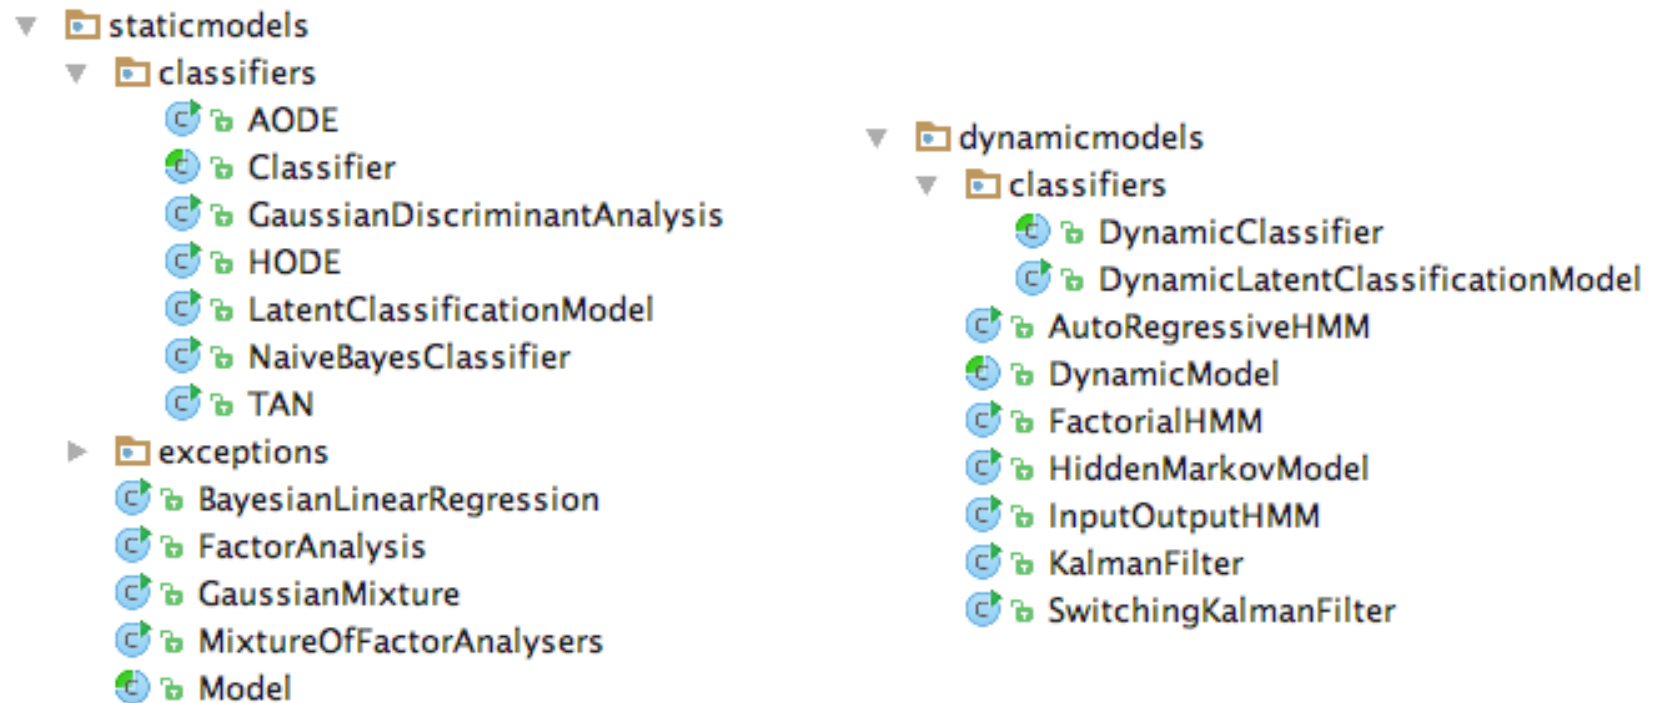 staticmodels
classifiers
AODE
Classifier
GaussianDiscriminantAnalysis
HODE
LatentClassificationModel
NaiveBayesClassifier
TAN
exceptions
BayesianLinearRegression
FactorAnalysis
GaussianMixture
MixtureOfFactorAnalysers
Model
dynamicmodels
classifiers
DynamicClassifier
DynamicLatentClassificationModel
AutoRegressiveHMM
DynamicModel
FactorialHMM
HiddenMarkovModel
InputOutputHMM
KalmanFilter
SwitchingKalmanFilter